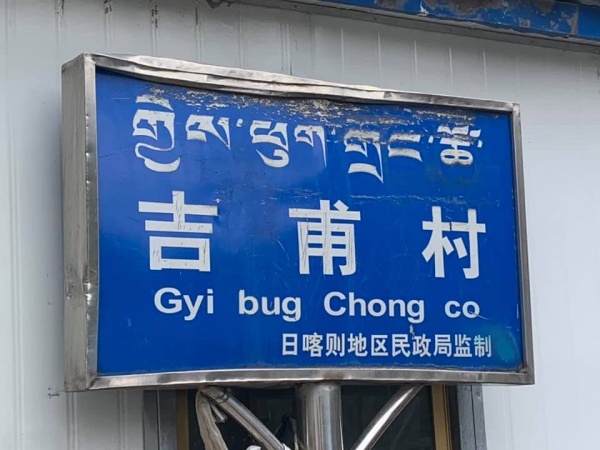 སྐྱིས་ཕུག་གྲོང་ཚོ་
吉甫村
Gyi bug Chong co
日喀则地区民政局监制